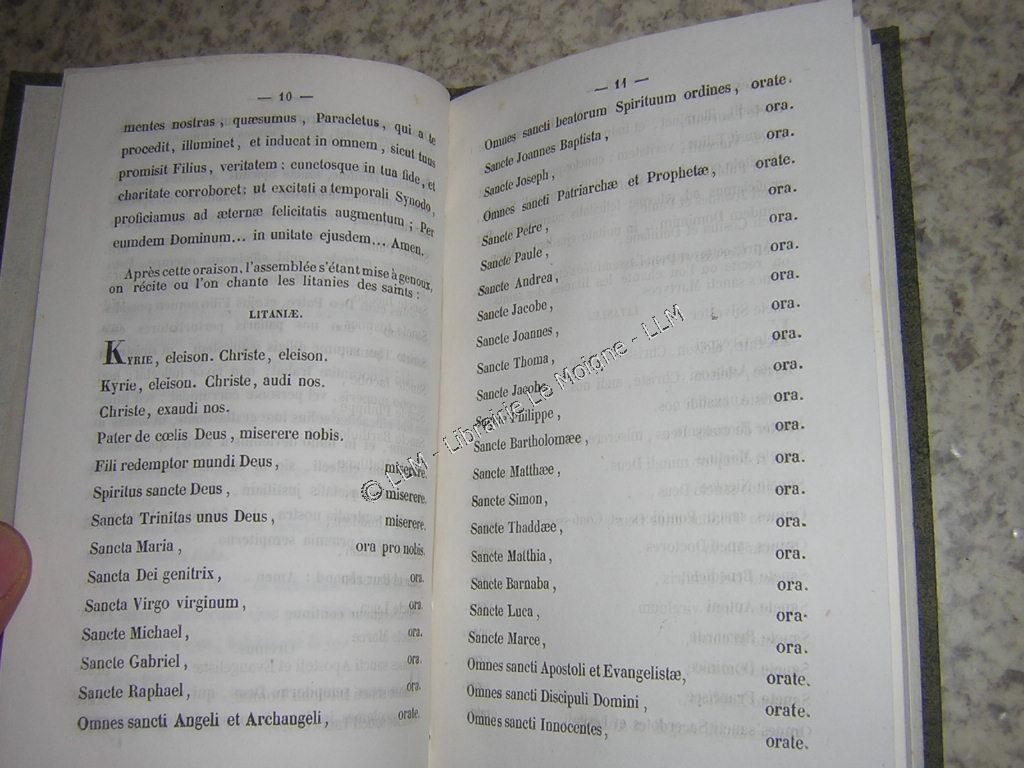 — 10 —
mentes nostras, quæsumus, Paracletus, qui a te
procedit, illuminet, et inducat in omnem, sicut tuus
promisit Filius, veritatem : cunctosque in tua fide, et
charitate corroboret; ut excitati a temporali Synodo,
proficiamus ad æternæ felicitatis augmentum ; Per
eumdem Dominum... in unitate ejusdem... Amen.
Après cette oraison, l'assemblée s'étant mise à genoux,
on récite ou l'on chante les litanies des saints :
LITANIÆ.
KYRIE, eleison. Christe, eleison.
Kyrie, eleison. Christe, audi nos.
Christe, exaudi nos.
Pater de cœlis Deus, miserere nobis.
Fili redemptor mundi Deus, miserere.
Spiritus sancte Deus, miserere.
Sancta Trinitas unus Deus, miserere.
Sancta Maria, ora pro nobis.
Sancta Dei genitrix, ora.
Sancta Virgo virginum, ora.
Sancte Michael, ora.
Sancte Gabriel, ora.
Sancte Raphael, ora.
Omnes sancti Angeli et Archangeli, orate.
— 11 —
Omnes sancti beatorum Spirituum ordines, orate.
Sancte Joannes Baptista, ora.
Sancte Joseph, ora.
Omnes sancti Patriarchæ et Prophetæ, orate.
Sancte Petre, ora.
Sancte Paule, ora.
Sancte Andrea, ora.
Sancte Jacobe, ora.
Sancte Joannes, ora.
Sancte Thoma, ora.
Sancte Jacobe, ora.
Sancte Philippe, ora.
Sancte Bartholomæe, ora.
Sancte Matthæe, ora.
Sancte Simon, ora.
Sancte Thaddæe, ora.
Sancte Matthia, ora.
Sancte Barnaba, ora.
Sancte Luca, ora.
Sancte Marce, ora.
Omnes sancti Apostoli et Evangelistæ, orate.
Omnes sancti Discipuli Domini, orate.
Omnes sancti Innocentes, orate.
© LLM - Librairie Le Moigne - LLM